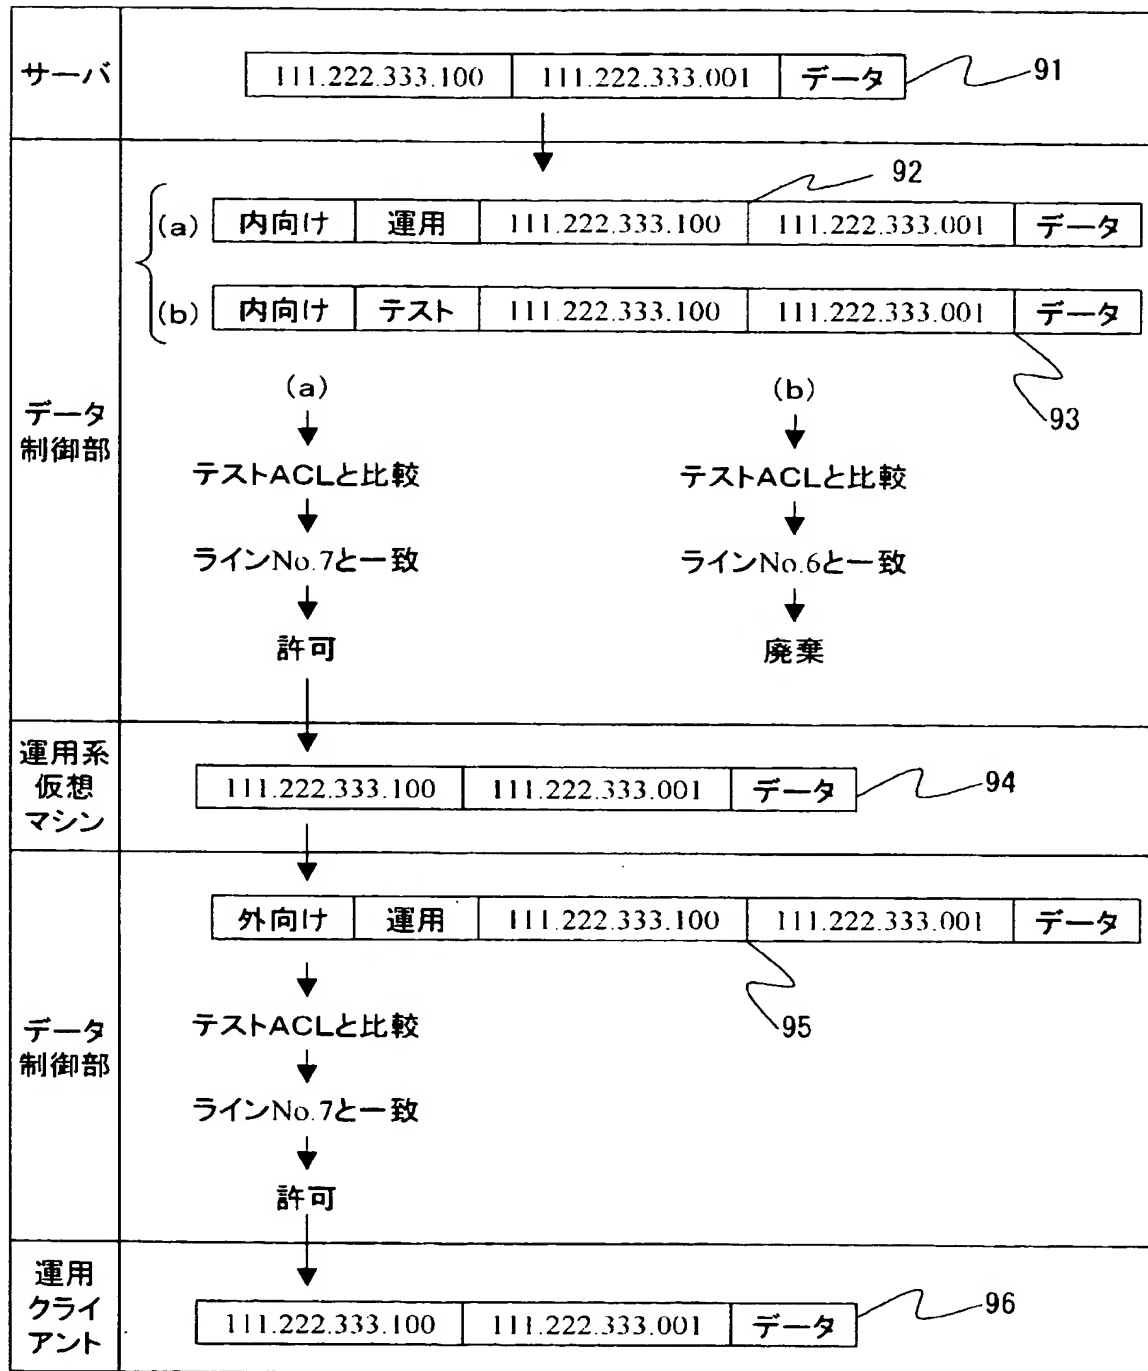 サーバ
111.222.333.100 111.222.333.001 データ 91
92
(a) 内向け 運用 111.222.333.100 111.222.333.001 データ
(b) 内向け テスト 111.222.333.100 111.222.333.001 データ
93
データ
制御部
(a) (b)
テストACLと比較 テストACLと比較
ラインNo.7と一致 ラインNo.6と一致
許可 廃棄
運用系
仮想
マシン
111.222.333.100 111.222.333.001 データ 94
外向け 運用 111.222.333.100 111.222.333.001 データ
95
データ
制御部
テストACLと比較
ラインNo.7と一致
許可
運用
クライ
アント
111.222.333.100 111.222.333.001 データ 96